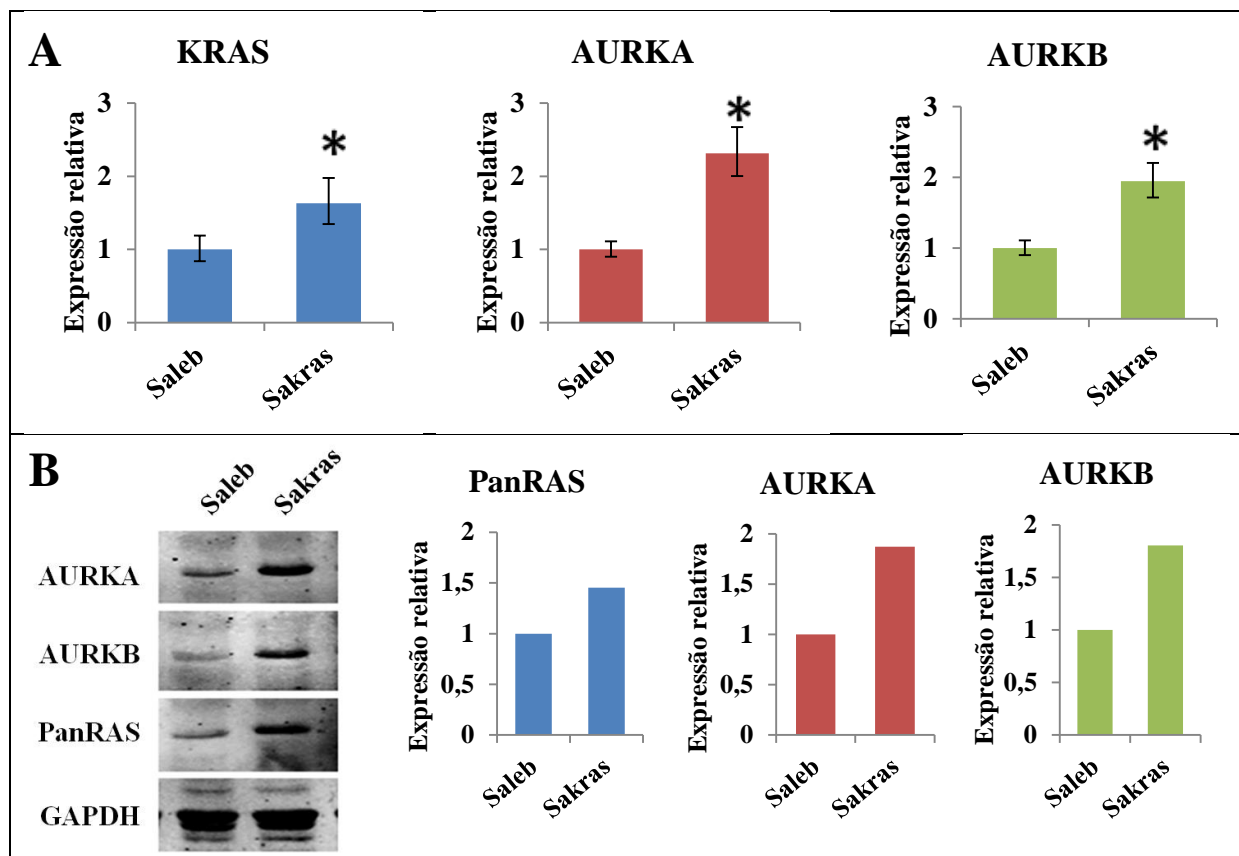 A
KRAS
Expressão relativa
3
2
1
0
*
Saleb
Sakras
AURKA
Expressão relativa
3
2
1
0
*
Saleb
Sakras
AURKB
Expressão relativa
3
2
1
0
*
Saleb
Sakras
B
Saleb
Sakras
AURKA
AURKB
PanRAS
GAPDH
PanRAS
Expressão relativa
2
1,5
1
0,5
0
Saleb
Sakras
AURKA
Expressão relativa
2
1,5
1
0,5
0
Saleb
Sakras
AURKB
Expressão relativa
2
1,5
1
0,5
0
Saleb
Sakras